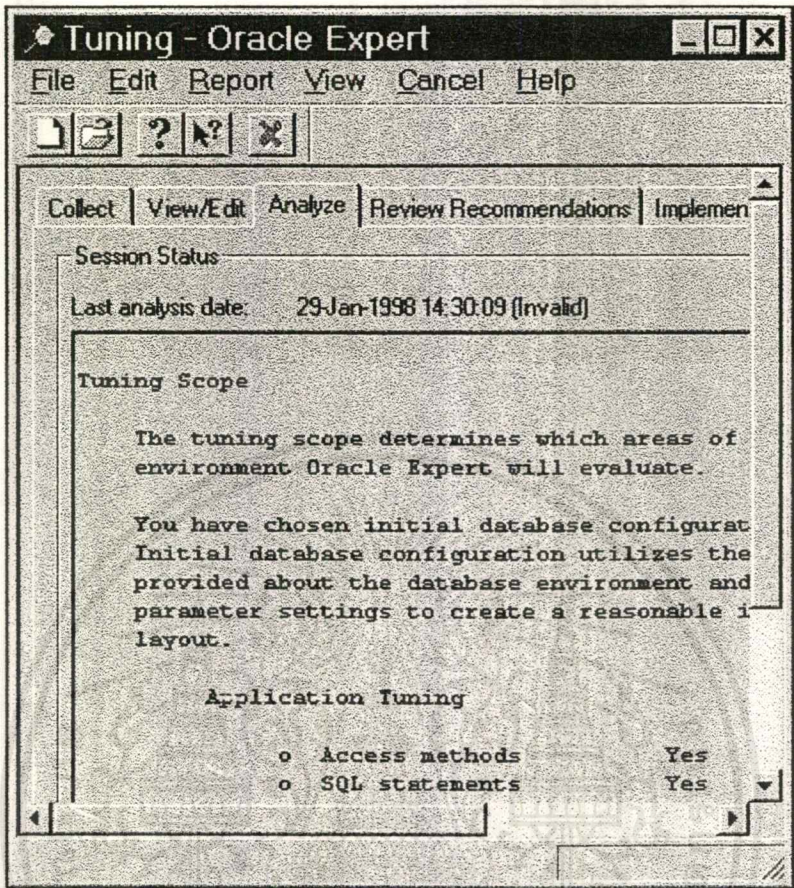 Tuning - Oracle Expert
File Edit Report View Cancel Help
Collect View/Edit Analyze Review Recommendations Implemen
Session Status
Last analysis date: 29-Jan-1998 14:30:09 (Invalid)
Tuning Scope
The tuning scope determines which areas of
environment Oracle Expert will evaluate.
You have chosen initial database configurat
Initial database configuration utilizes the
provided about the database environment and
parameter settings to create a reasonable i
layout.
Application Tuning
o Access methods Yes
o SQL statements Yes